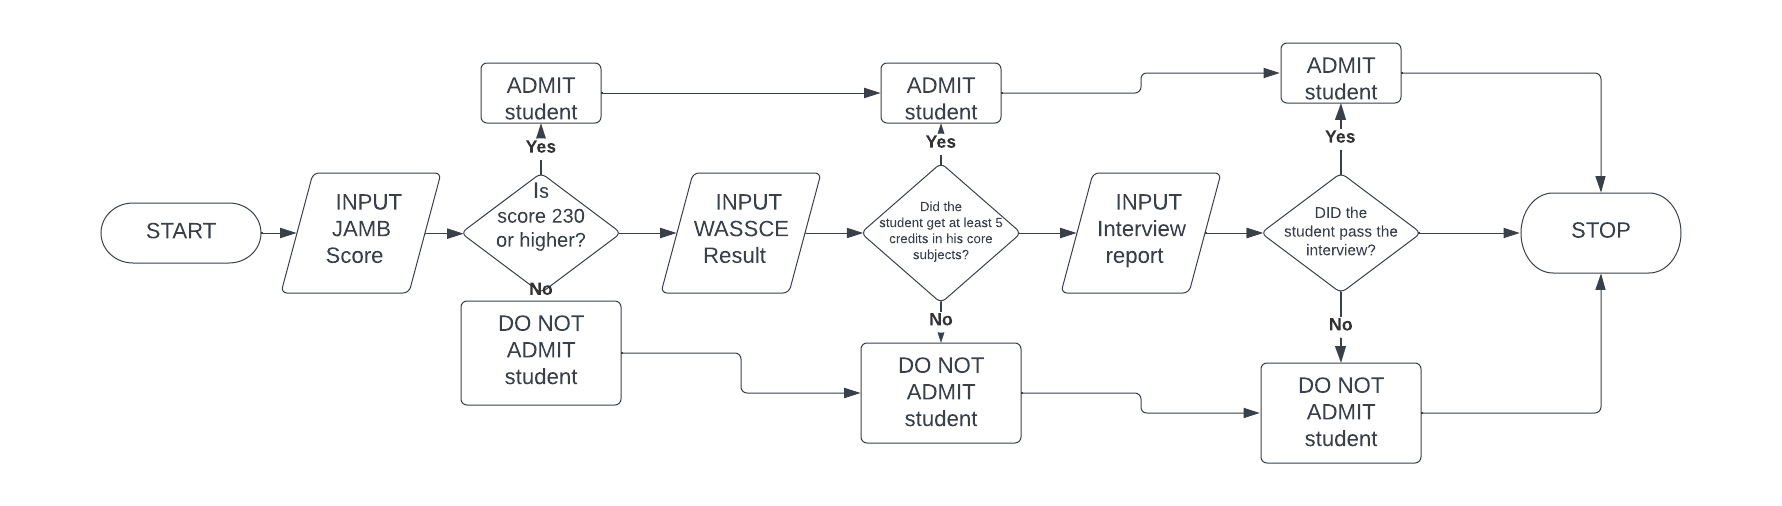 START
INPUT
JAMB
Score
ADMIT
student
Yes
Is
score 230
or higher?
No
DO NOT
ADMIT
student
INPUT
WASSCE
Result
ADMIT
student
Yes
Did the
student get at least 5
credits in his core
subjects?
No
DO NOT
ADMIT
student
INPUT
Interview
report
ADMIT
student
Yes
DID the
student pass the
interview?
No
DO NOT
ADMIT
student
STOP